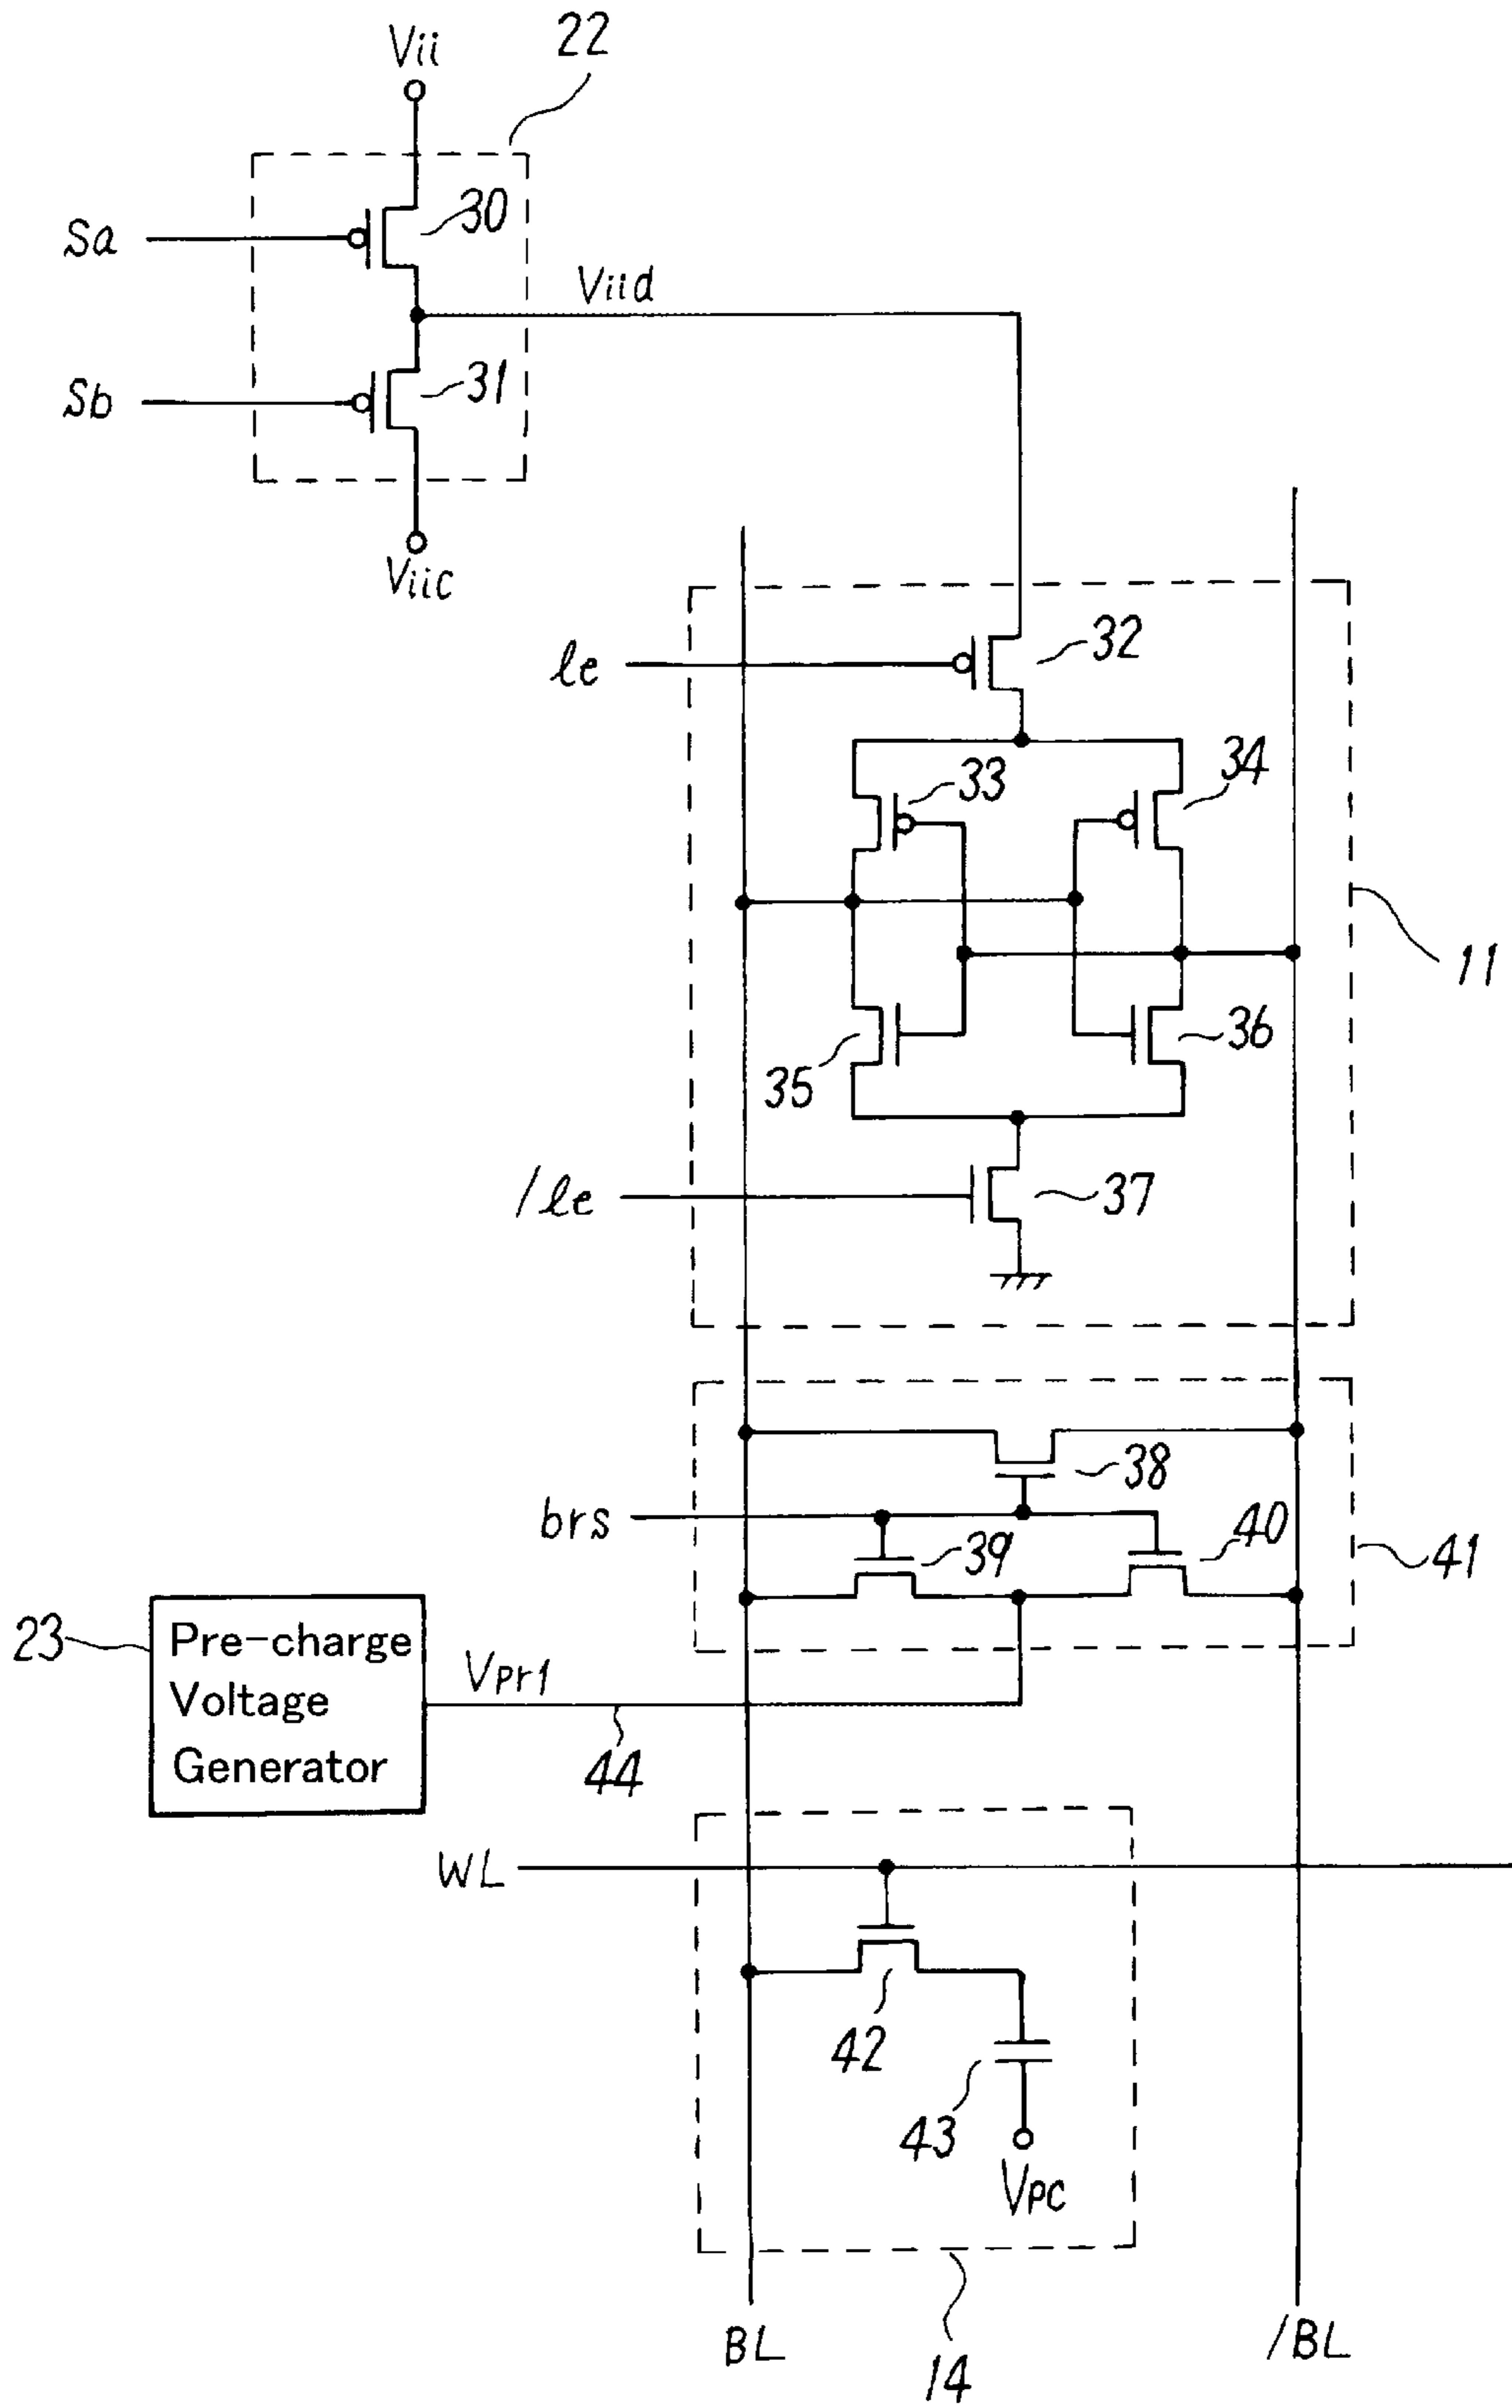 Vii
22
30
Sa
Viid
31
Sb
Viic
le
32
33
34
11
35
36
/le
37
38
brs
39
40
41
23
Pre-charge
Voltage
Generator
Vpr1
44
WL
42
43
Vpc
BL
/BL
14